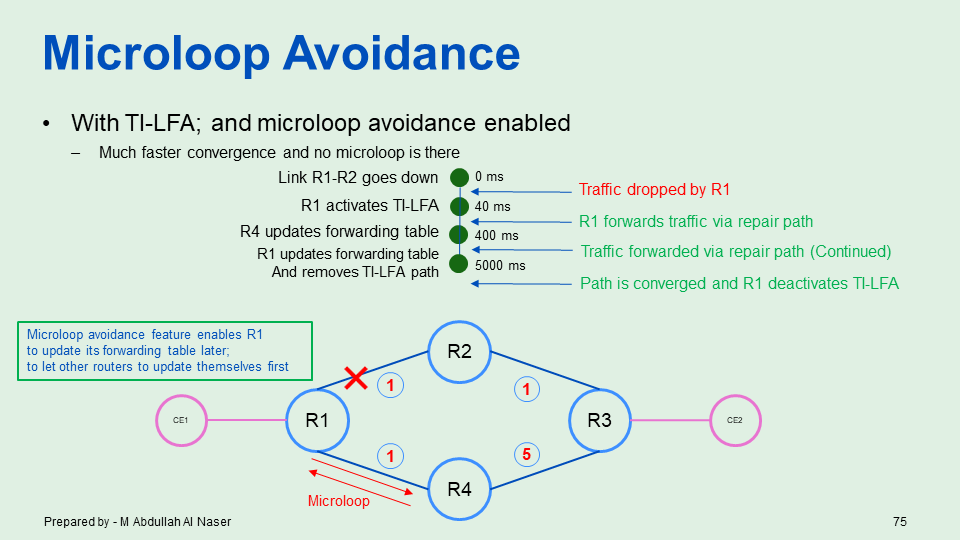 Microloop Avoidance
• With TI-LFA; and microloop avoidance enabled
– Much faster convergence and no microloop is there
Link R1-R2 goes down 0 ms
Traffic dropped by R1
R1 activates TI-LFA 40 ms
R1 forwards traffic via repair path
R4 updates forwarding table 400 ms
Traffic forwarded via repair path (Continued)
R1 updates forwarding table
And removes TI-LFA path 5000 ms
Path is converged and R1 deactivates TI-LFA
Microloop avoidance feature enables R1
to update its forwarding table later;
to let other routers to update themselves first
R2
1
1
CE1
R1
R3
CE2
1
5
R4
Microloop
Prepared by - M Abdullah Al Naser
75